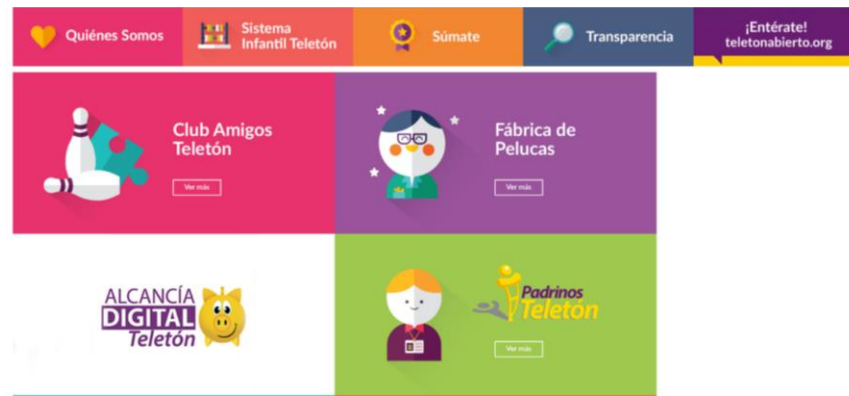 Quiénes Somos
Sistema
Infantil Teletón
Súmate
Transparencia
¡Entérate!
teletonabierto.org
Club Amigos
Teletón
Ver más
Fábrica de
Pelucas
Ver más
ALCANCÍA
DIGITAL
Teletón
Padrinos
Teletón
Ver más